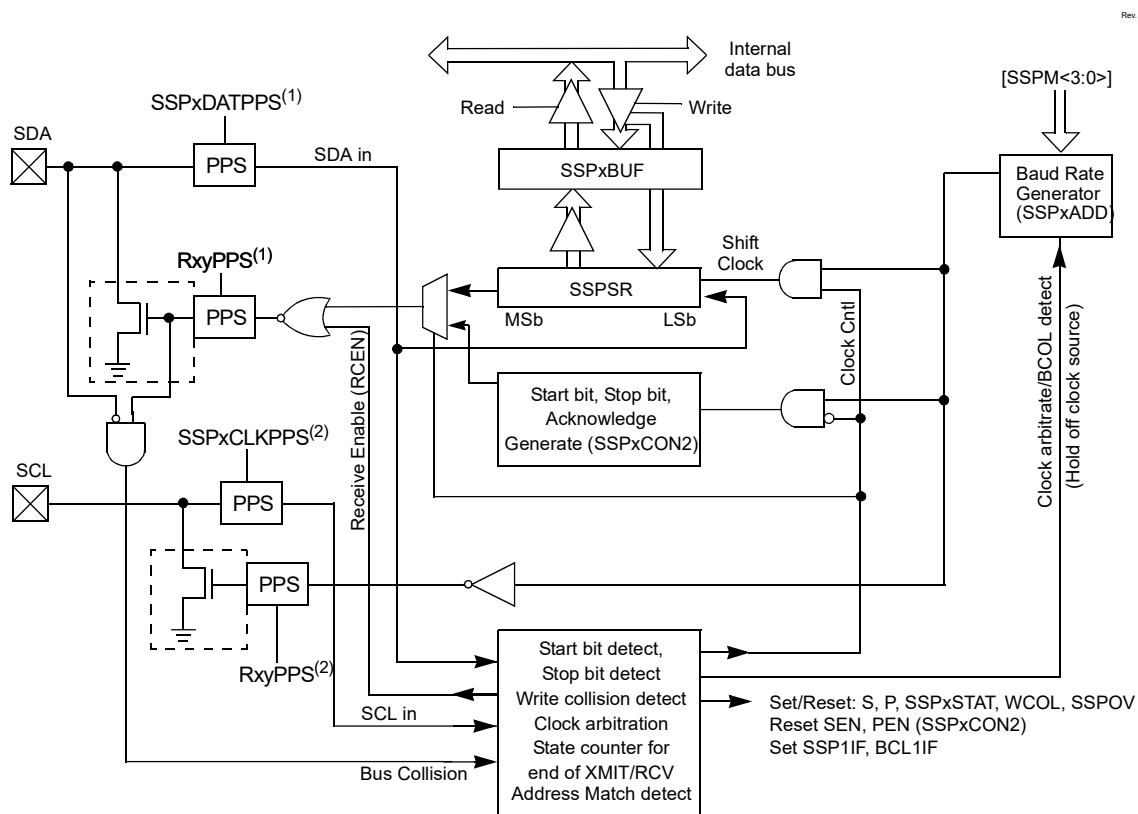 Rev.
Internal
data bus
[SSPM<3:0>]
Read
Write
SSPxDATPPS(1)
SDA
PPS
SDA in
SSPxBUF
Baud Rate
Generator
(SSPxADD)
RxyPPS(1)
Shift
Clock
PPS
SSPSR
MSb
LSb
Clock Cntl
Clock arbitrate/BCOL detect
(Hold off clock source)
Receive Enable (RCEN)
Start bit, Stop bit,
Acknowledge
Generate (SSPxCON2)
SSPxCLKPPS(2)
SCL
PPS
PPS
RxyPPS(2)
SCL in
Bus Collision
Start bit detect,
Stop bit detect
Write collision detect
Clock arbitration
State counter for
end of XMIT/RCV
Address Match detect
Set/Reset: S, P, SSPxSTAT, WCOL, SSPOV
Reset SEN, PEN (SSPxCON2)
Set SSP1IF, BCL1IF